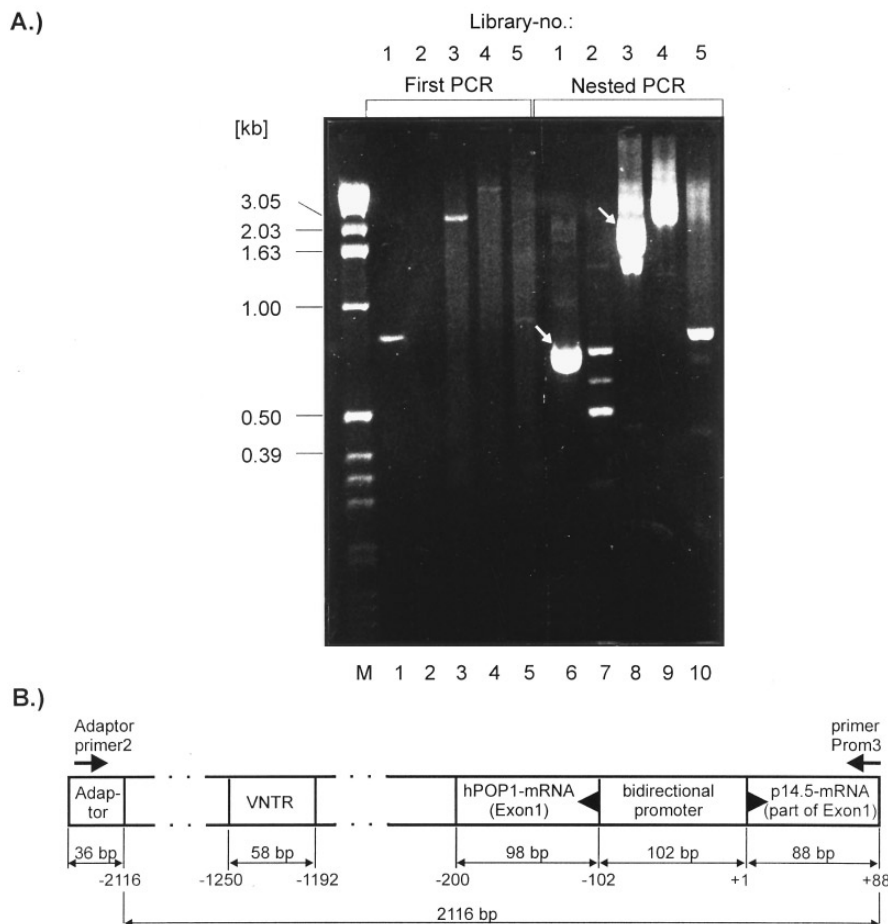 A.)
Library-no.:
1 2 3 4 5 1 2 3 4 5
First PCR Nested PCR
[kb]
3.05
2.03
1.63
1.00
0.50
0.39
M 1 2 3 4 5 6 7 8 9 10
B.)
Adaptor
primer2
primer
Prom3
Adap-
tor
VNTR
hPOP1-mRNA
(Exon1)
bidirectional
promoter
p14.5-mRNA
(part of Exon1)
36 bp 58 bp 98 bp 102 bp 88 bp
-2116 -1250 -1192 -200 -102 +1 +88
2116 bp